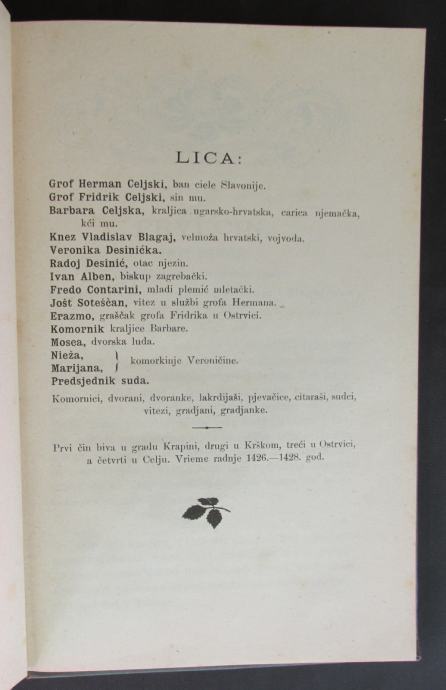 LICA:
Grof Herman Celjski, ban ciele Slavonije.
Grof Fridrik Celjski, sin mu.
Barbara Celjska, kraljica ugarsko-hrvatska, carica njemačka,
kći mu.
Knez Vladislav Blagaj, velmoža hrvatski, vojvoda.
Veronika Desinićka.
Radoj Desinić, otac njezin.
Ivan Alben, biskup zagrebački.
Fredo Contarini, mladi plemić mletački.
Jošt Soteščan, vitez u službi grofa Hermana.
Erazmo, graščak grofa Fridrika u Ostrvici.
Komornik kraljice Barbare.
Mosea, dvorska luda.
Nieža,
Marijana, } komorkinje Veroničine.
Predsjednik suda.
Komornici, dvorani, dvoranke, lakrdijaši, pjevačice, citaraši, sudci,
vitezi, gradjani, gradjanke.
Prvi čin biva u gradu Krapini, drugi u Krškom, treći u Ostrvici,
a četvrti u Celju. Vrieme radnje 1426.—1428. god.